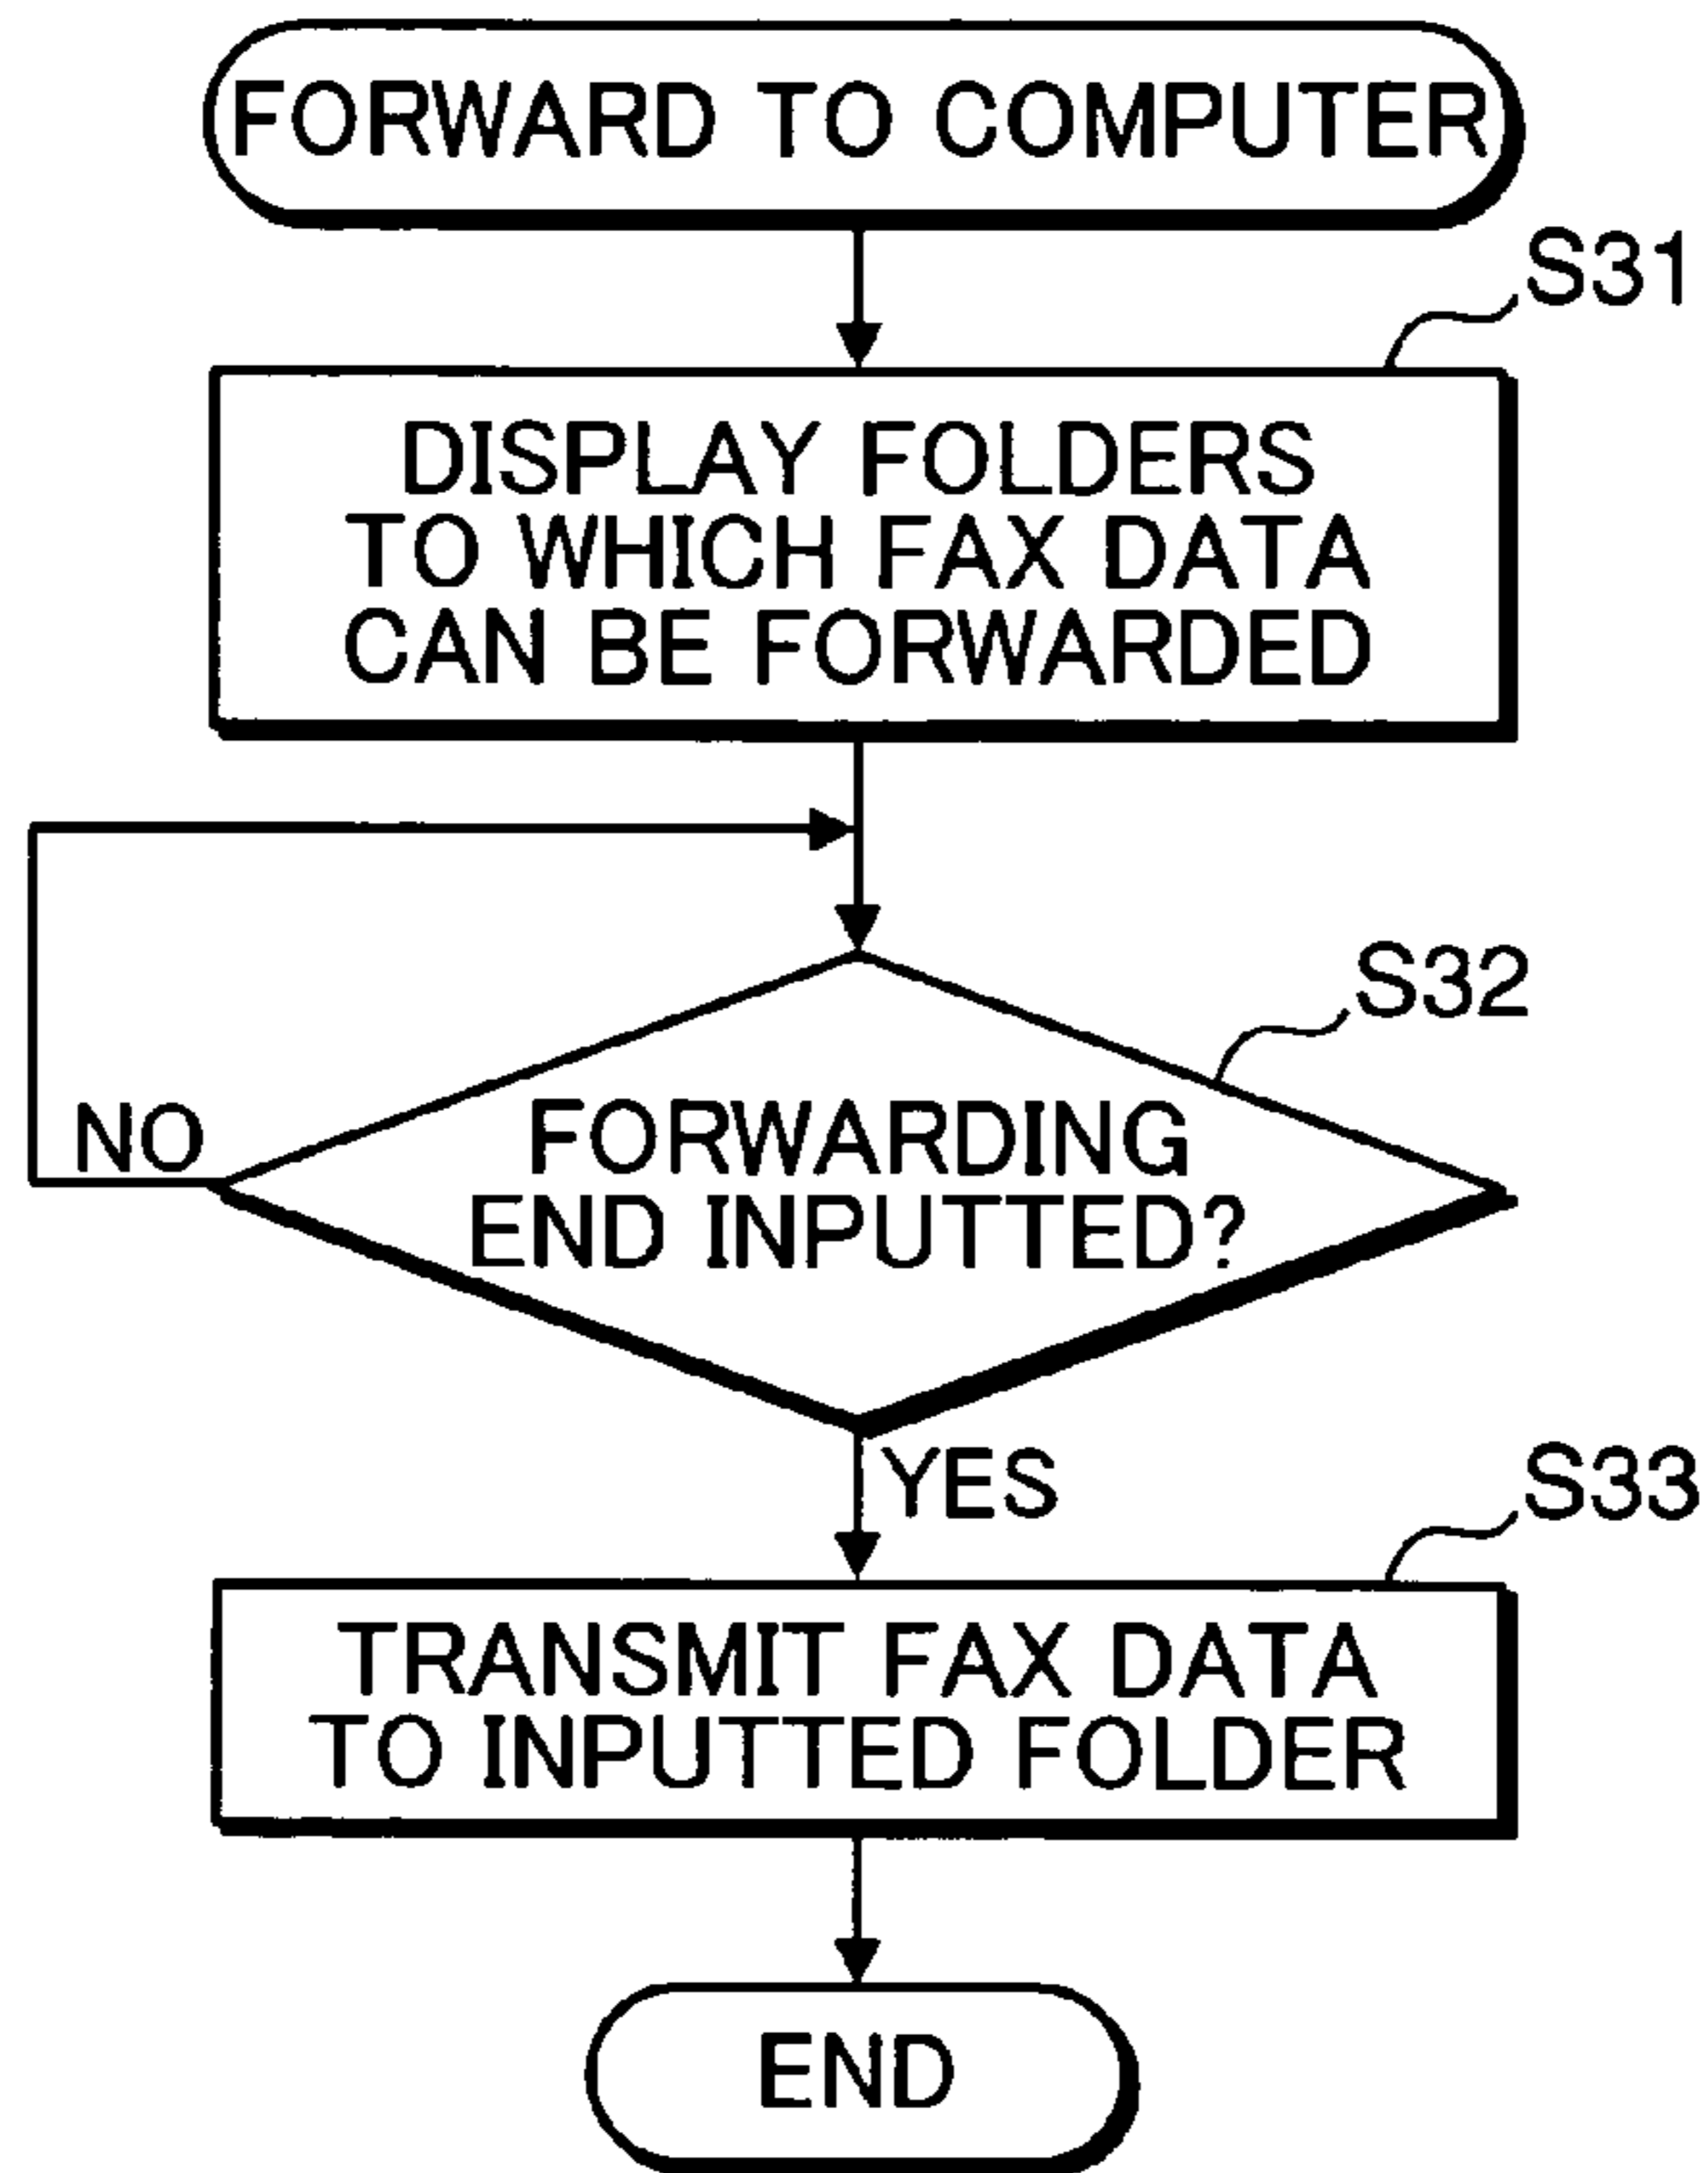 FORWARD TO COMPUTER
S31
DISPLAY FOLDERS
TO WHICH FAX DATA
CAN BE FORWARDED
S32
FORWARDING
END INPUTTED?
NO
YES
S33
TRANSMIT FAX DATA
TO INPUTTED FOLDER
END